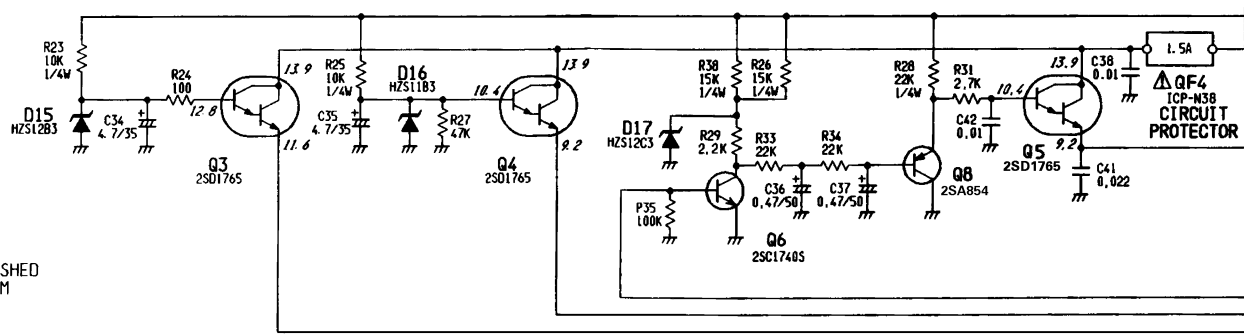 R23
10K
1/4W
R24
100
13.9
12.8
D15
HZS12B3
C34
4.7/35
+
Q3
2SD1765
11.6
R25
10K
1/4W
D16
HZS11B3
C35
4.7/35
+
R27
47K
10.4
13.9
Q4
2SD1765
9.2
R38
15K
1/4W
R26
15K
1/4W
D17
HZS12C3
R29
2.2K
R33
22K
R34
22K
C36
0.47/50
+
C37
0.47/50
+
P35
100K
Q6
2SC1740S
R28
22K
1/4W
R31
2.7K
C42
0.01
10.4
13.9
Q8
2SA854
Q5
2SD1765
9.2
C38
0.01
C41
0.022
1.5A
QF4
ICP-N38
CIRCUIT
PROTECTOR
SHED
M